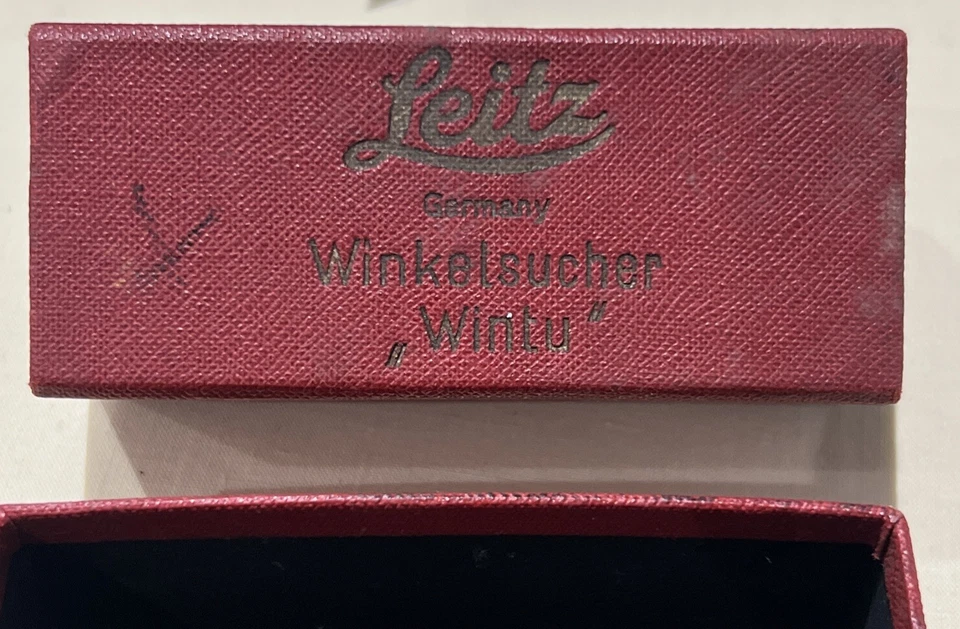 Leitz
Germany
Winkelsucher
„Wintu“